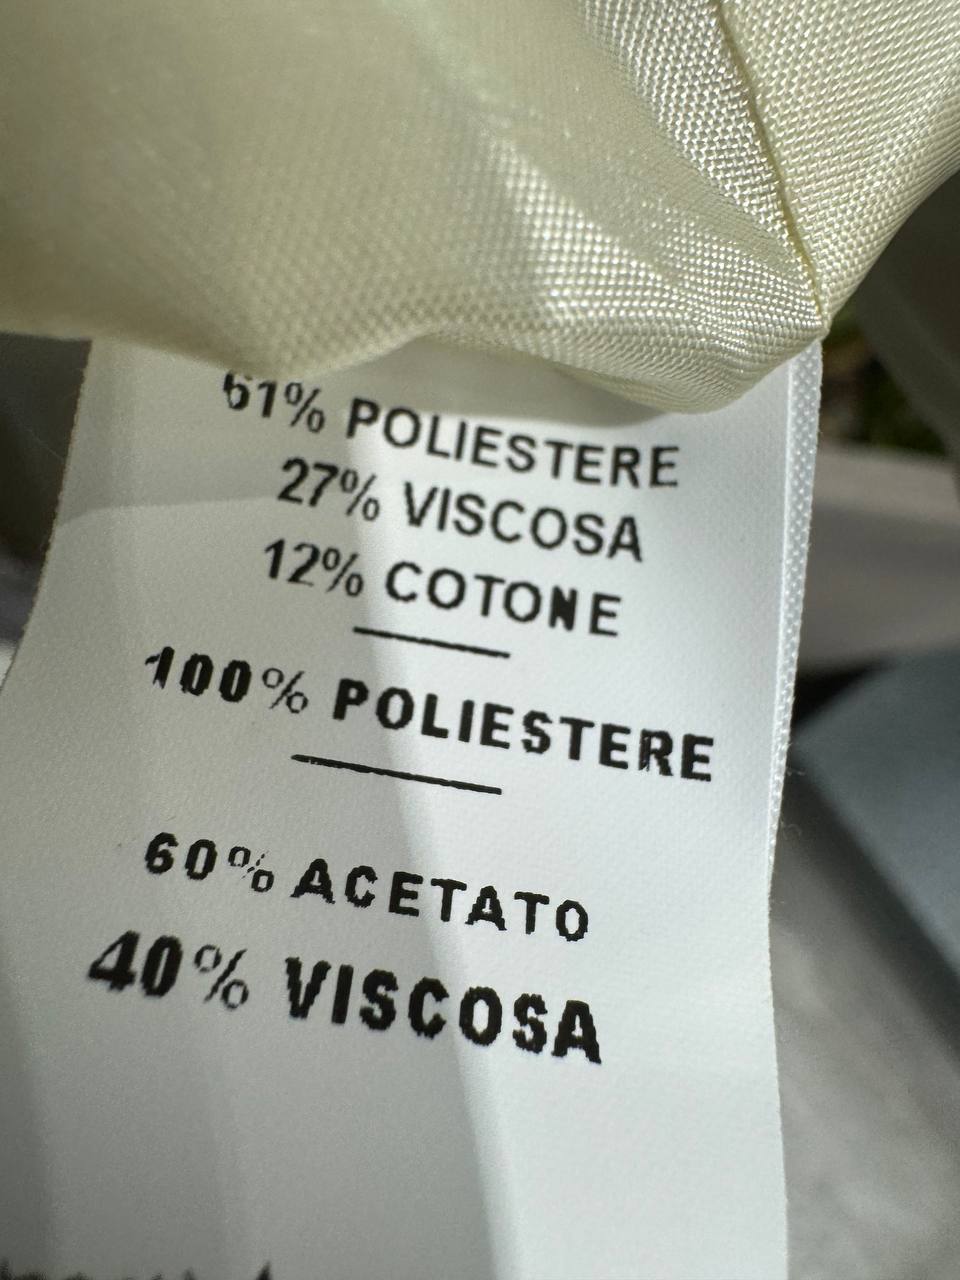 61% POLIESTERE
27% VISCOSA
12% COTONE
100% POLIESTERE
60% ACETATO
40% VISCOSA